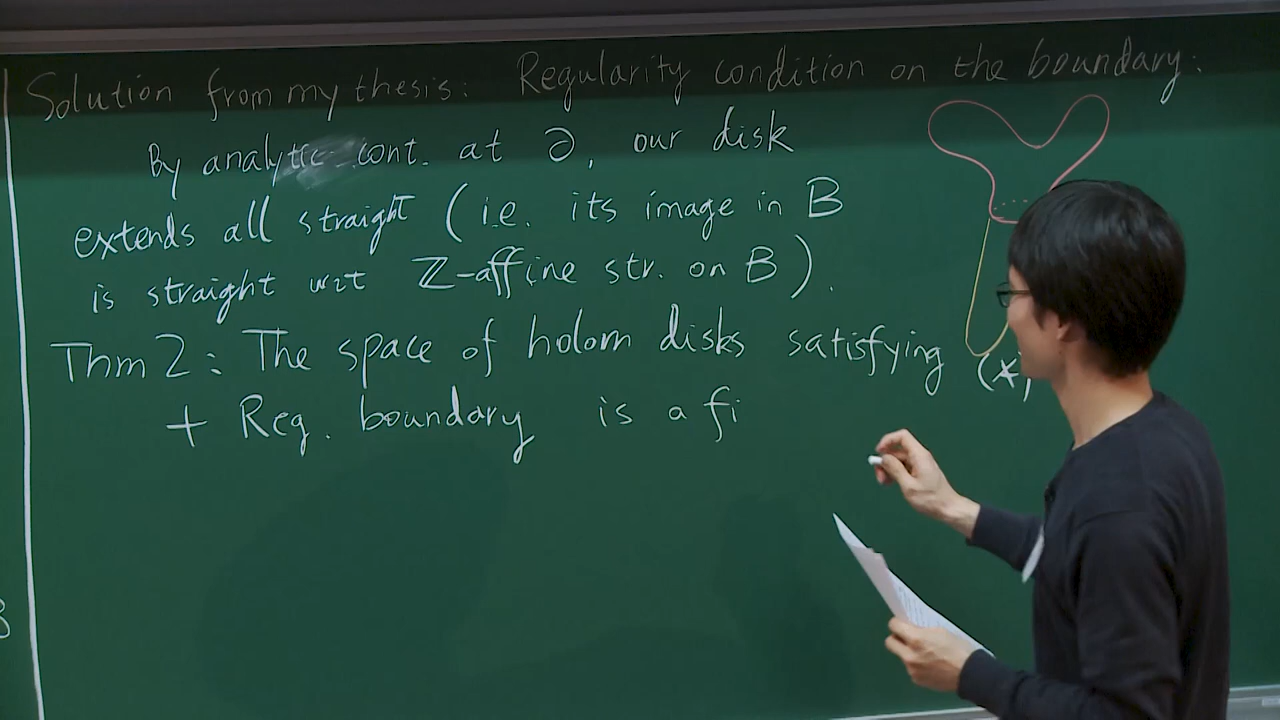 Solution from my thesis: Regularity condition on the boundary:
By analytic cont. at ∂, our disk
extends all straight (i.e. its image in B
is straight wrt ℤ-affine str. on B).
Thm 2: The space of holom disks satisfying (*)
+ Reg. boundary is a fi